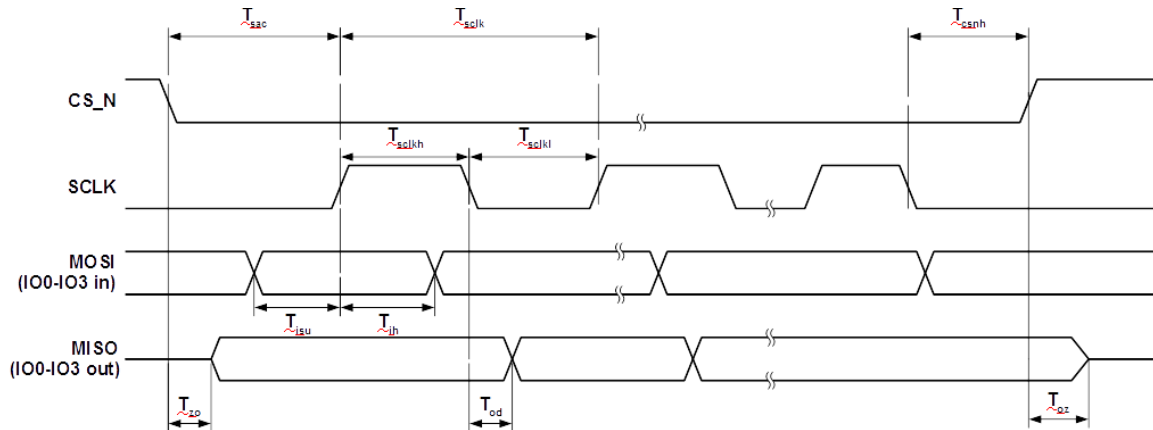 Tsac Tsclk Tcsnh
CS_N
Tsclkh Tsclkl
SCLK
MOSI
(IO0-IO3 in)
Tisu Tih
MISO
(IO0-IO3 out)
Tzo Tod Toz